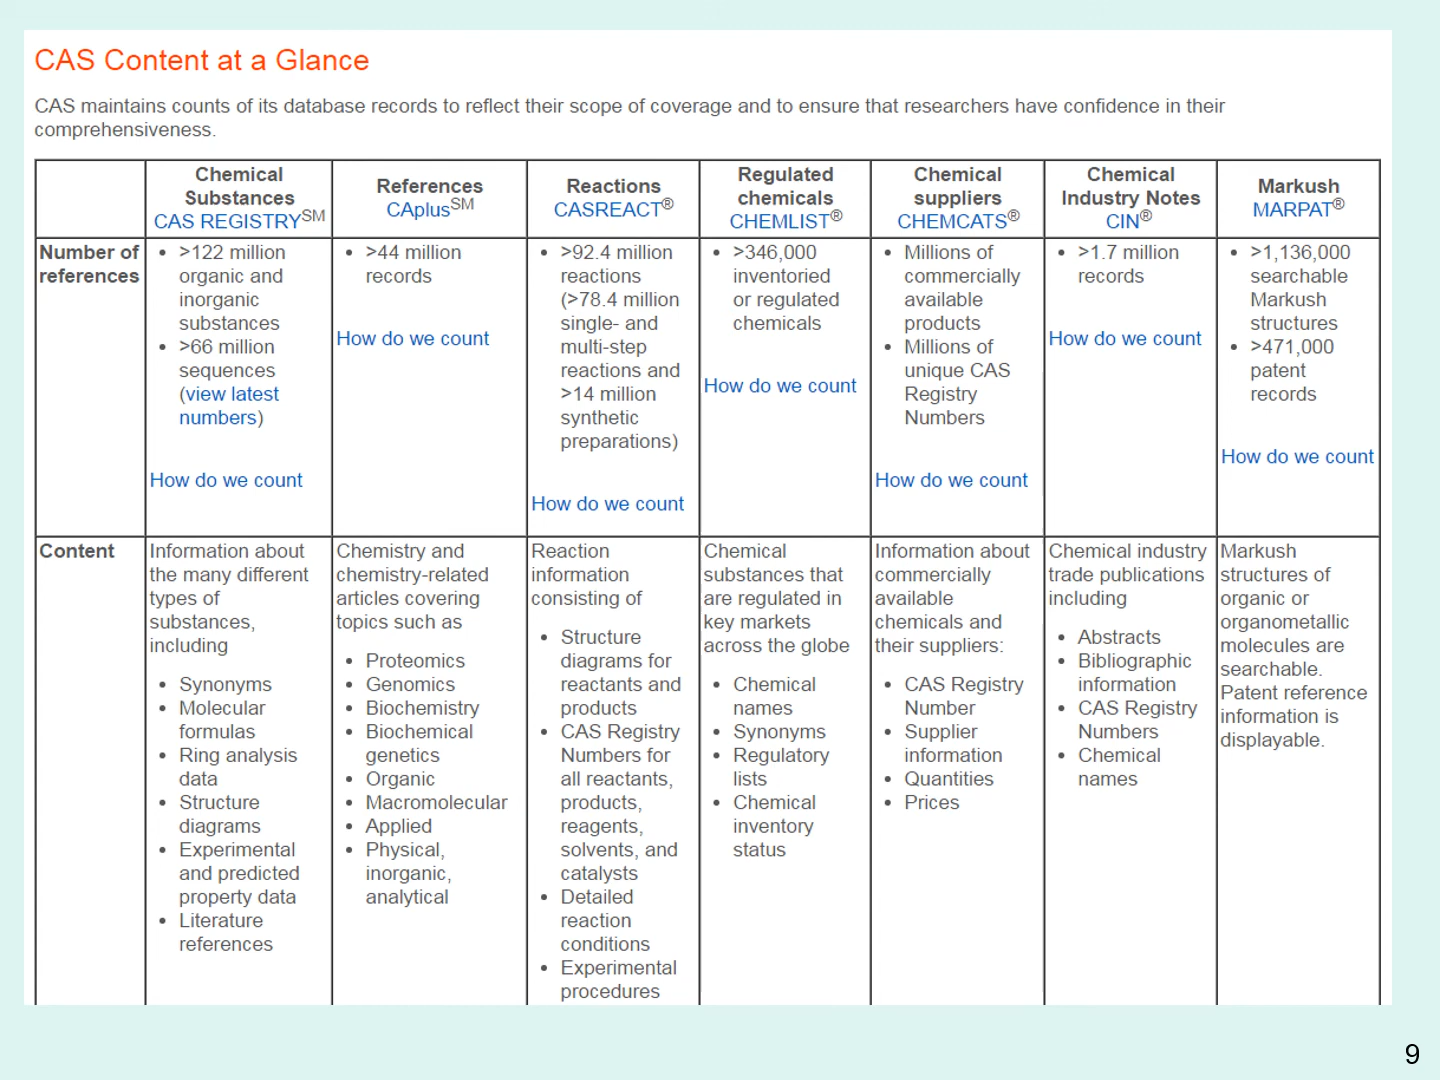 CAS Content at a Glance
CAS maintains counts of its database records to reflect their scope of coverage and to ensure that researchers have confidence in their
comprehensiveness.
Chemical
Substances
CAS REGISTRY℠
References
CAplus℠
Reactions
CASREACT®
Regulated
chemicals
CHEMLIST®
Chemical
suppliers
CHEMCATS®
Chemical
Industry Notes
CIN®
Markush
MARPAT®
Number of
references
• >122 million
organic and
inorganic
substances
• >66 million
sequences
(view latest
numbers)
How do we count
• >44 million
records
How do we count
• >92.4 million
reactions
(>78.4 million
single- and
multi-step
reactions and
>14 million
synthetic
preparations)
How do we count
• >346,000
inventoried
or regulated
chemicals
How do we count
• Millions of
commercially
available
products
• Millions of
unique CAS
Registry
Numbers
How do we count
• >1.7 million
records
How do we count
• >1,136,000
searchable
Markush
structures
• >471,000
patent
records
How do we count
Content
Information about
the many different
types of
substances,
including
• Synonyms
• Molecular
formulas
• Ring analysis
data
• Structure
diagrams
• Experimental
and predicted
property data
• Literature
references
Chemistry and
chemistry-related
articles covering
topics such as
• Proteomics
• Genomics
• Biochemistry
• Biochemical
genetics
• Organic
• Macromolecular
• Applied
• Physical,
inorganic,
analytical
Reaction
information
consisting of
• Structure
diagrams for
reactants and
products
• CAS Registry
Numbers for
all reactants,
products,
reagents,
solvents, and
catalysts
• Detailed
reaction
conditions
• Experimental
procedures
Chemical
substances that
are regulated in
key markets
across the globe
• Chemical
names
• Synonyms
• Regulatory
lists
• Chemical
inventory
status
Information about
commercially
available
chemicals and
their suppliers:
• CAS Registry
Number
• Supplier
information
• Quantities
• Prices
Chemical industry
trade publications
including
• Abstracts
• Bibliographic
information
• CAS Registry
Numbers
• Chemical
names
Markush
structures of
organic or
organometallic
molecules are
searchable.
Patent reference
information is
displayable.
9